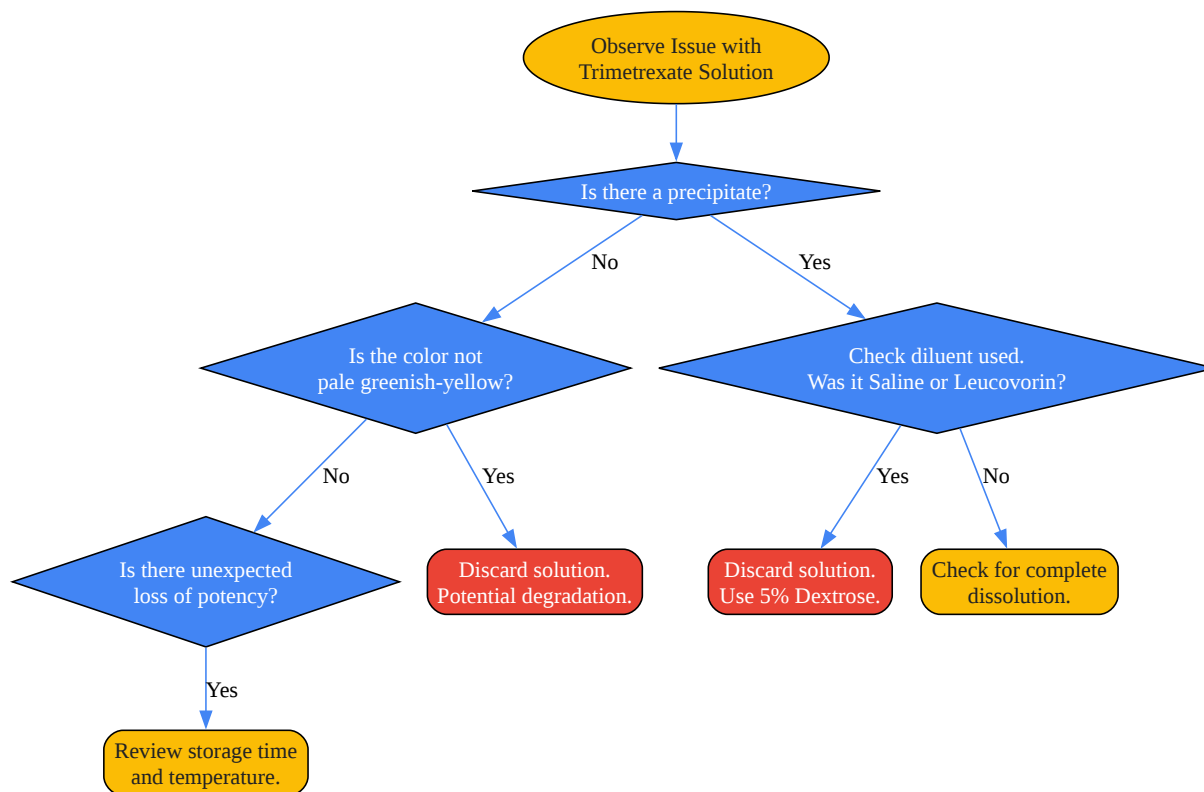 Observe Issue with
Trimetrexate Solution
Is there a precipitate?
No
Yes
Is the color not
pale greenish-yellow?
Check diluent used.
Was it Saline or Leucovorin?
No
Yes
Yes
No
Is there unexpected
loss of potency?
Discard solution.
Potential degradation.
Discard solution.
Use 5% Dextrose.
Check for complete
dissolution.
Yes
Review storage time
and temperature.